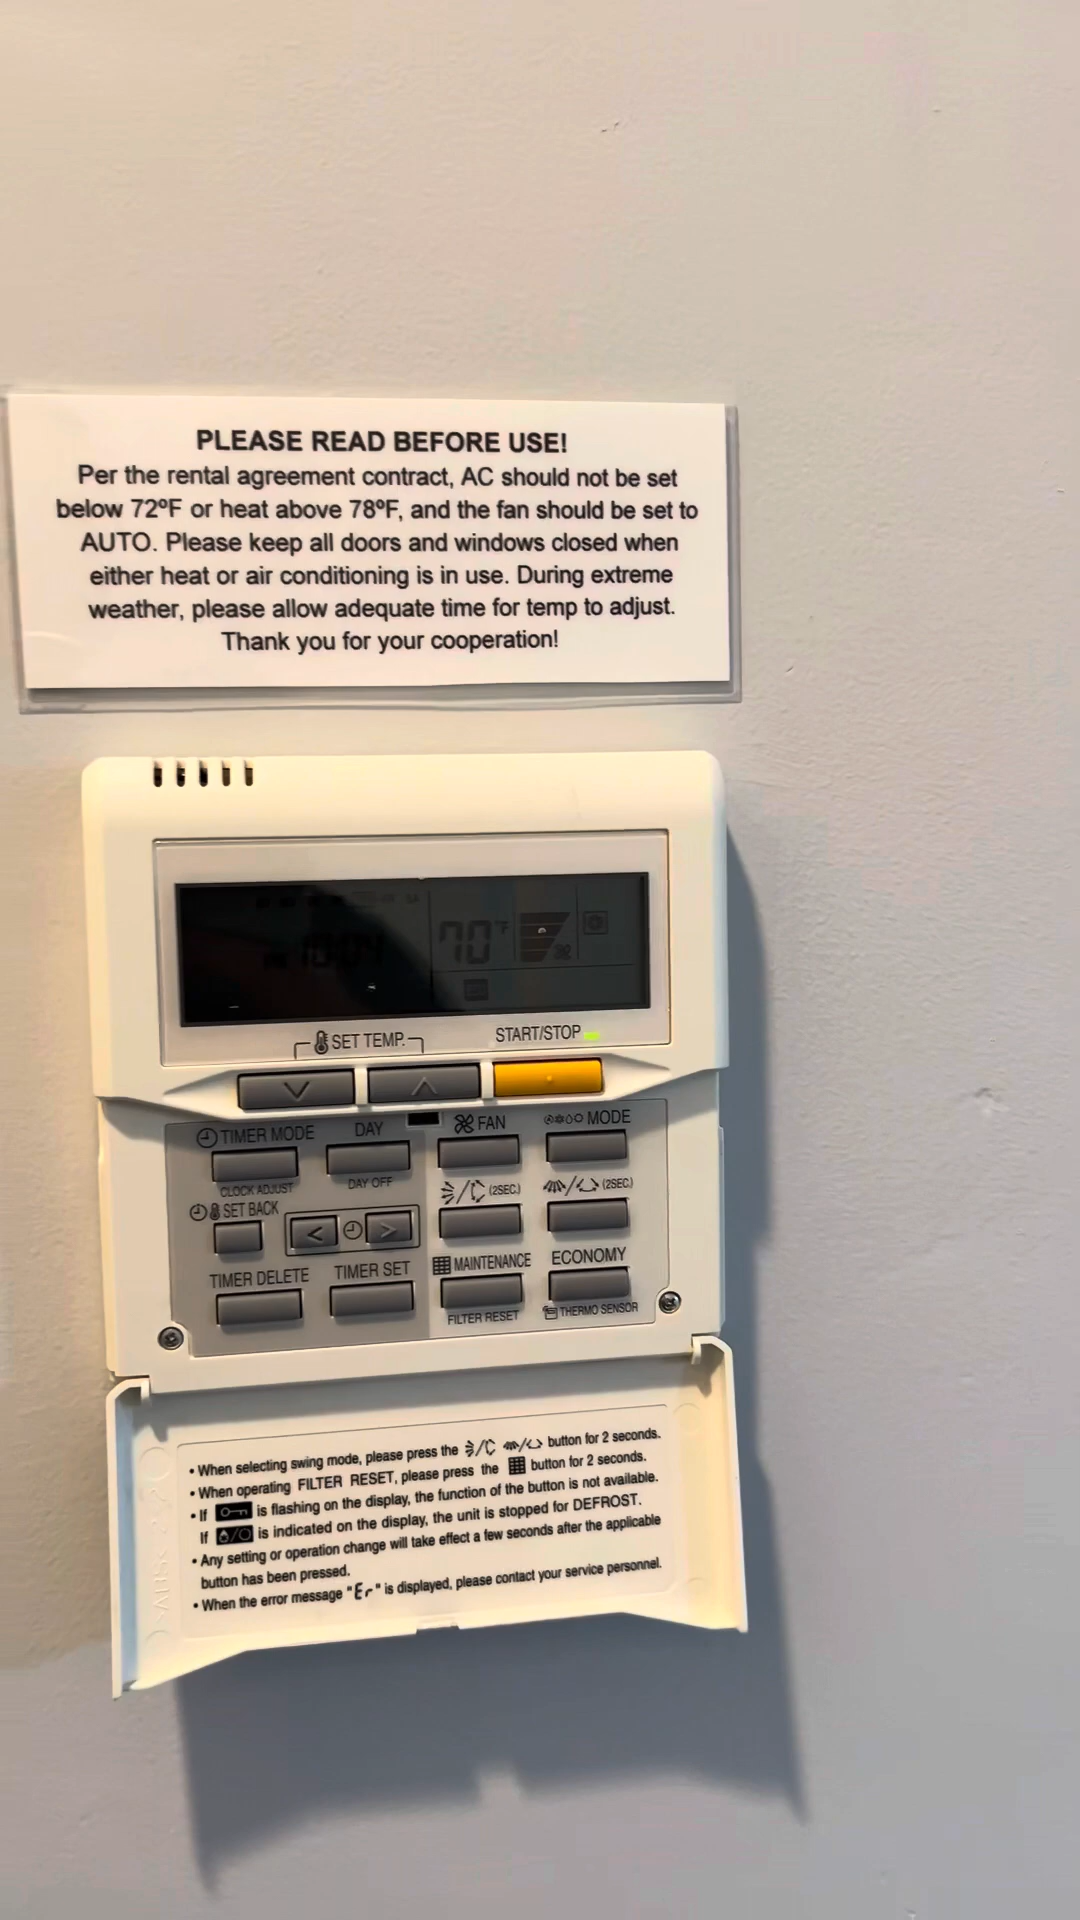 PLEASE READ BEFORE USE!
Per the rental agreement contract, AC should not be set
below 72ºF or heat above 78ºF, and the fan should be set to
AUTO. Please keep all doors and windows closed when
either heat or air conditioning is in use. During extreme
weather, please allow adequate time for temp to adjust.
Thank you for your cooperation!
10:04 70°F
SET TEMP. START/STOP
TIMER MODE DAY FAN MODE
CLOCK ADJUST DAY OFF (2SEC.) (2SEC.)
SET BACK
TIMER DELETE TIMER SET MAINTENANCE ECONOMY
FILTER RESET THERMO SENSOR
• When selecting swing mode, please press the / / button for 2 seconds.
• When operating FILTER RESET, please press the button for 2 seconds.
• If is flashing on the display, the function of the button is not available.
If is indicated on the display, the unit is stopped for DEFROST.
• Any setting or operation change will take effect a few seconds after the applicable
button has been pressed.
• When the error message "Er" is displayed, please contact your service personnel.